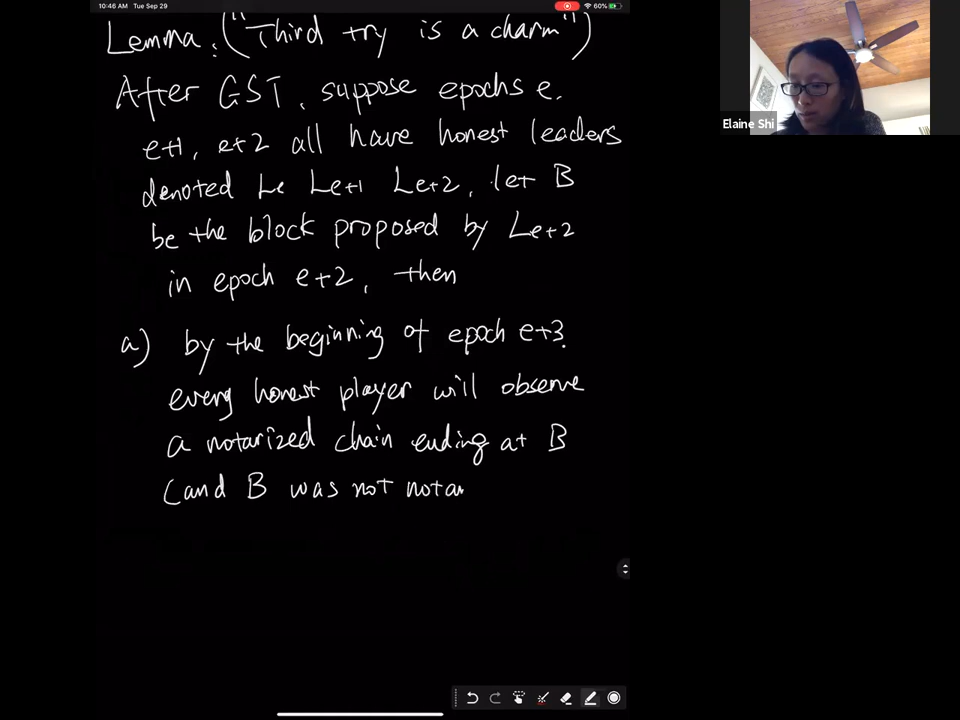 10:46 AM Tue Sep 29
60%
Lemma: ("Third try is a charm")
After GST, suppose epochs e,
e+1, e+2 all have honest leaders
denoted Le Le+1 Le+2, let B
be the block proposed by Le+2
in epoch e+2, then
a) by the beginning of epoch e+3,
every honest player will observe
a notarized chain ending at B
(and B was not notar
Elaine Shi